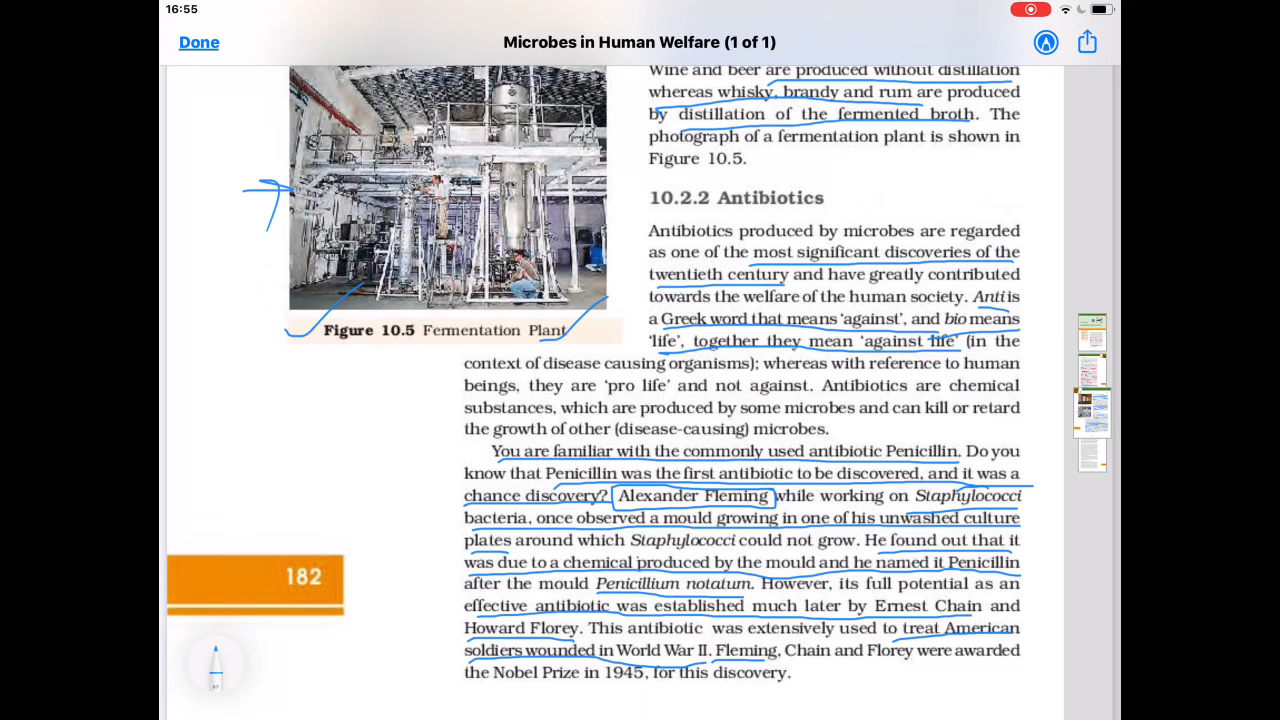 16:55
Done
Microbes in Human Welfare (1 of 1)
Wine and beer are produced without distillation
whereas whisky, brandy and rum are produced
by distillation of the fermented broth. The
photograph of a fermentation plant is shown in
Figure 10.5.
10.2.2 Antibiotics
Antibiotics produced by microbes are regarded
as one of the most significant discoveries of the
twentieth century and have greatly contributed
towards the welfare of the human society. Anti is
a Greek word that means ‘against’, and bio means
‘life’, together they mean ‘against life’ (in the
Figure 10.5 Fermentation Plant
context of disease causing organisms); whereas with reference to human
beings, they are ‘pro life’ and not against. Antibiotics are chemical
substances, which are produced by some microbes and can kill or retard
the growth of other (disease-causing) microbes.
You are familiar with the commonly used antibiotic Penicillin. Do you
know that Penicillin was the first antibiotic to be discovered, and it was a
chance discovery? Alexander Fleming while working on Staphylococci
bacteria, once observed a mould growing in one of his unwashed culture
plates around which Staphylococci could not grow. He found out that it
was due to a chemical produced by the mould and he named it Penicillin
after the mould Penicillium notatum. However, its full potential as an
effective antibiotic was established much later by Ernest Chain and
Howard Florey. This antibiotic was extensively used to treat American
soldiers wounded in World War II. Fleming, Chain and Florey were awarded
the Nobel Prize in 1945, for this discovery.
182